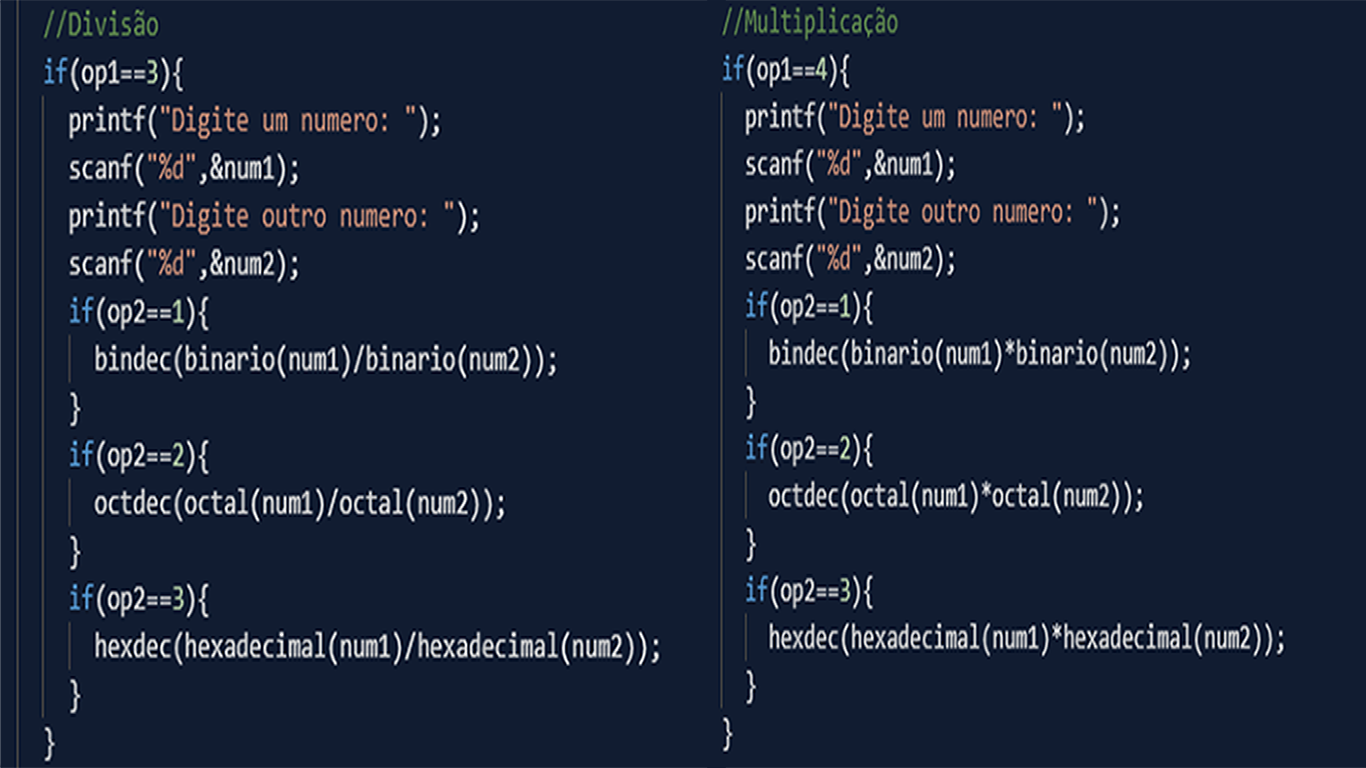 //Divisão
if(op1==3){
printf("Digite um numero: ");
scanf("%d",&num1);
printf("Digite outro numero: ");
scanf("%d",&num2);
if(op2==1){
bindec(binario(num1)/binario(num2));
}
if(op2==2){
octdec(octal(num1)/octal(num2));
}
if(op2==3){
hexdec(hexadecimal(num1)/hexadecimal(num2));
}
}
//Multiplicação
if(op1==4){
printf("Digite um numero: ");
scanf("%d",&num1);
printf("Digite outro numero: ");
scanf("%d",&num2);
if(op2==1){
bindec(binario(num1)*binario(num2));
}
if(op2==2){
octdec(octal(num1)*octal(num2));
}
if(op2==3){
hexdec(hexadecimal(num1)*hexadecimal(num2));
}
}